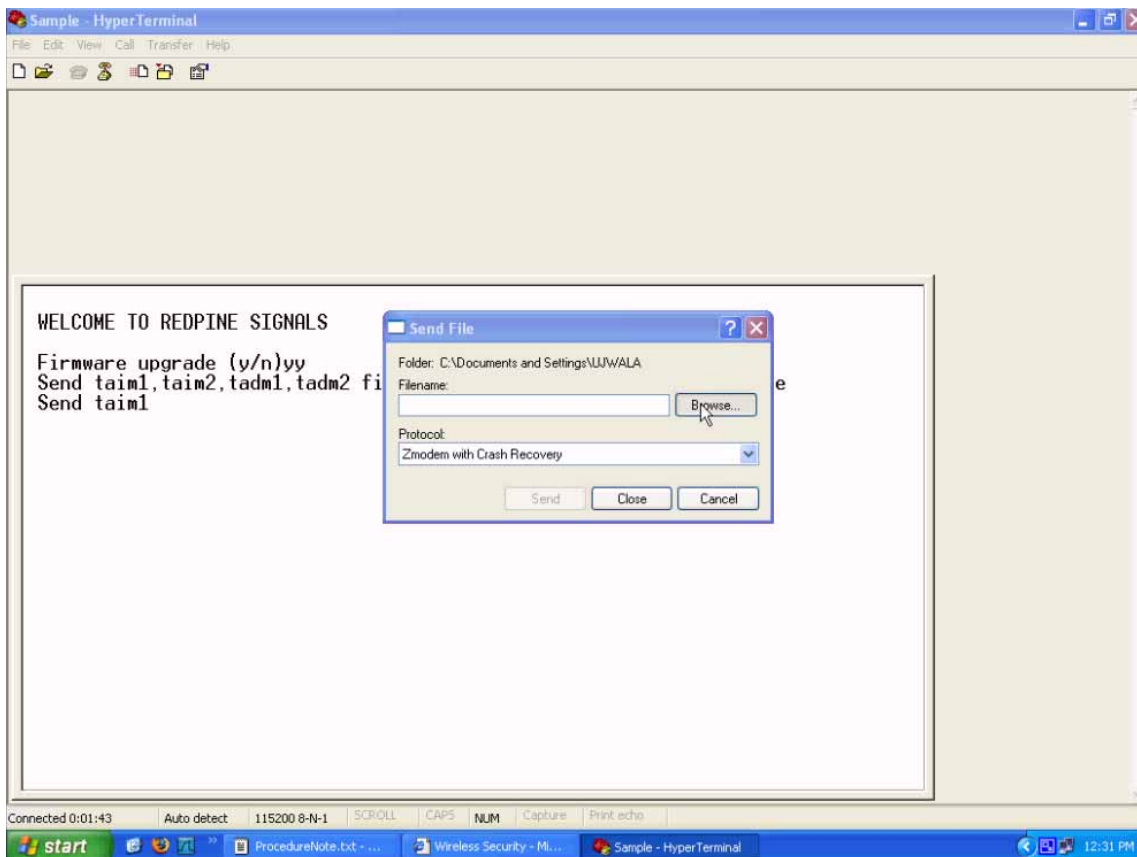 Sample - HyperTerminal
File Edit View Call Transfer Help
WELCOME TO REDPINE SIGNALS
Firmware upgrade (y/n)yy
Send taim1,taim2,tadm1,tadm2 fi e
Send taim1
Send File
Folder: C:\Documents and Settings\UJWALA
Filename:
Browse...
Protocol:
Zmodem with Crash Recovery
Send Close Cancel
Connected 0:01:43 Auto detect 115200 8-N-1 SCROLL CAPS NUM Capture Print echo
start ProcedureNote.txt - ... Wireless Security - Mi... Sample - HyperTerminal 12:31 PM